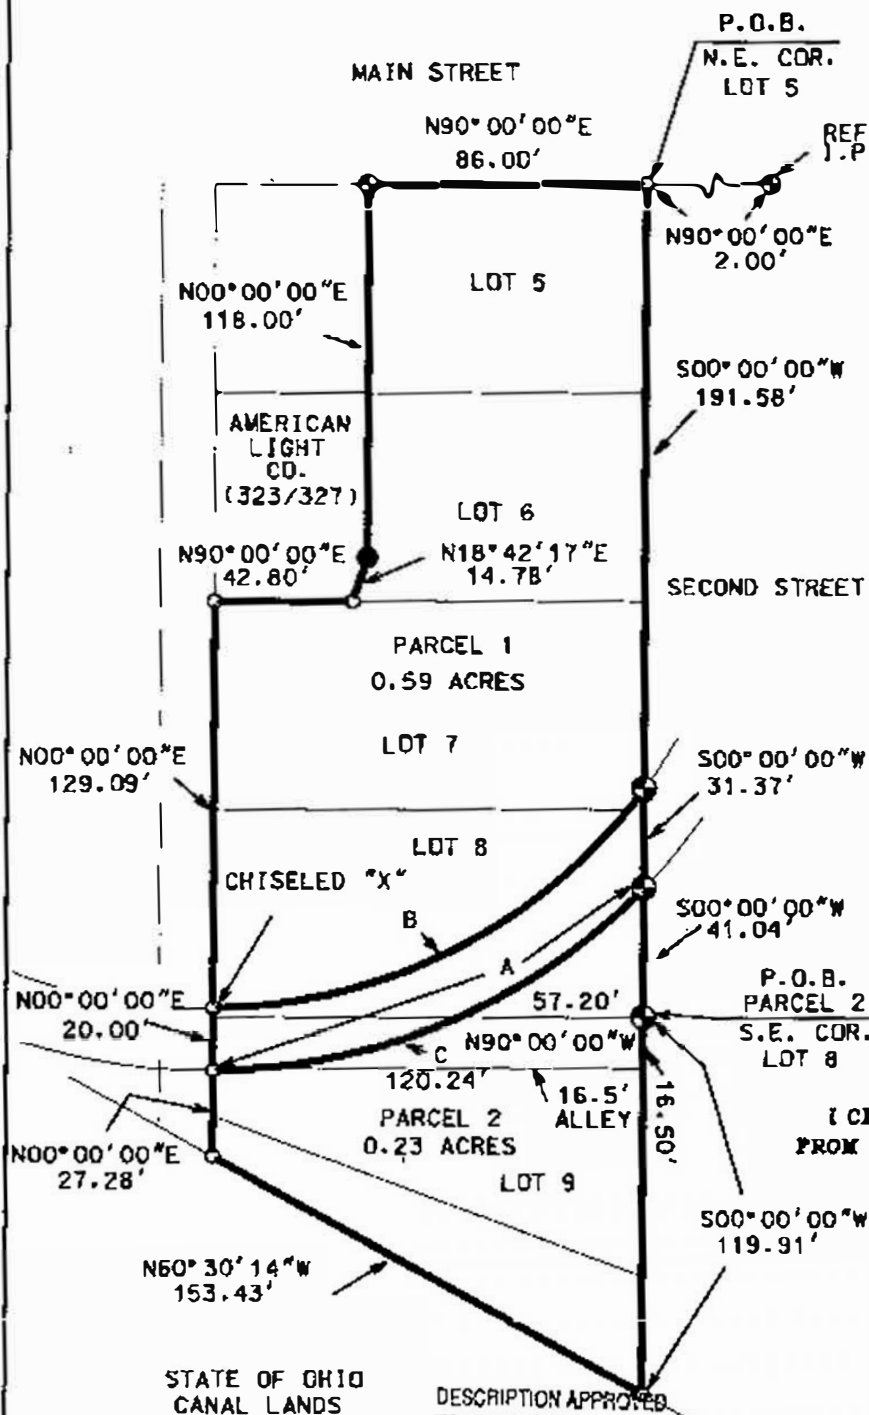 P.O.B.
N.E. COR.
LOT 5
MAIN STREET
N90°00'00"E
86.00'
REF
I.P
N90°00'00"E
2.00'
LOT 5
N00°00'00"E
118.00'
S00°00'00"W
191.58'
AMERICAN
LIGHT
CO.
(323/327)
LOT 6
N90°00'00"E
42.80'
N18°42'17"E
14.78'
SECOND STREET
PARCEL 1
0.59 ACRES
LOT 7
N00°00'00"E
129.09'
S00°00'00"W
31.37'
LOT 8
CHISELED "X"
B
S00°00'00"W
41.04'
A
P.O.B.
PARCEL 2
S.E. COR.
LOT 8
N00°00'00"E
20.00'
57.20'
N90°00'00"W
C
120.24'
16.5'
ALLEY
16.50'
PARCEL 2
0.23 ACRES
FROM
N00°00'00"E
27.28'
LOT 9
S00°00'00"W
119.91'
N60°30'14"W
153.43'
STATE OF OHIO
CANAL LANDS
DESCRIPTION APPROVED